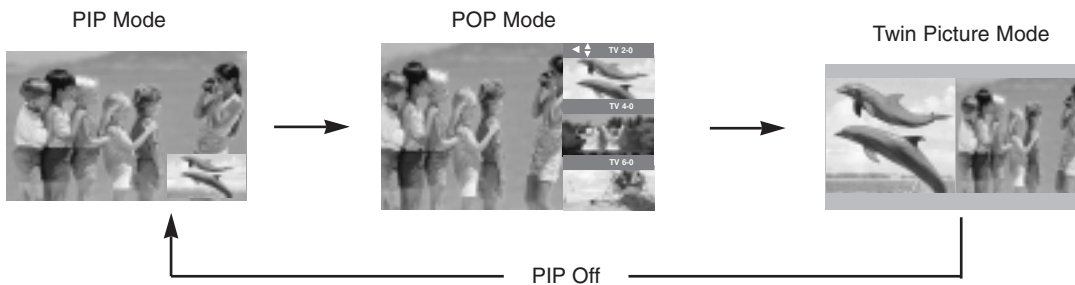 PIP Mode
POP Mode
Twin Picture Mode
TV 2-0
TV 4-0
TV 6-0
PIP Off